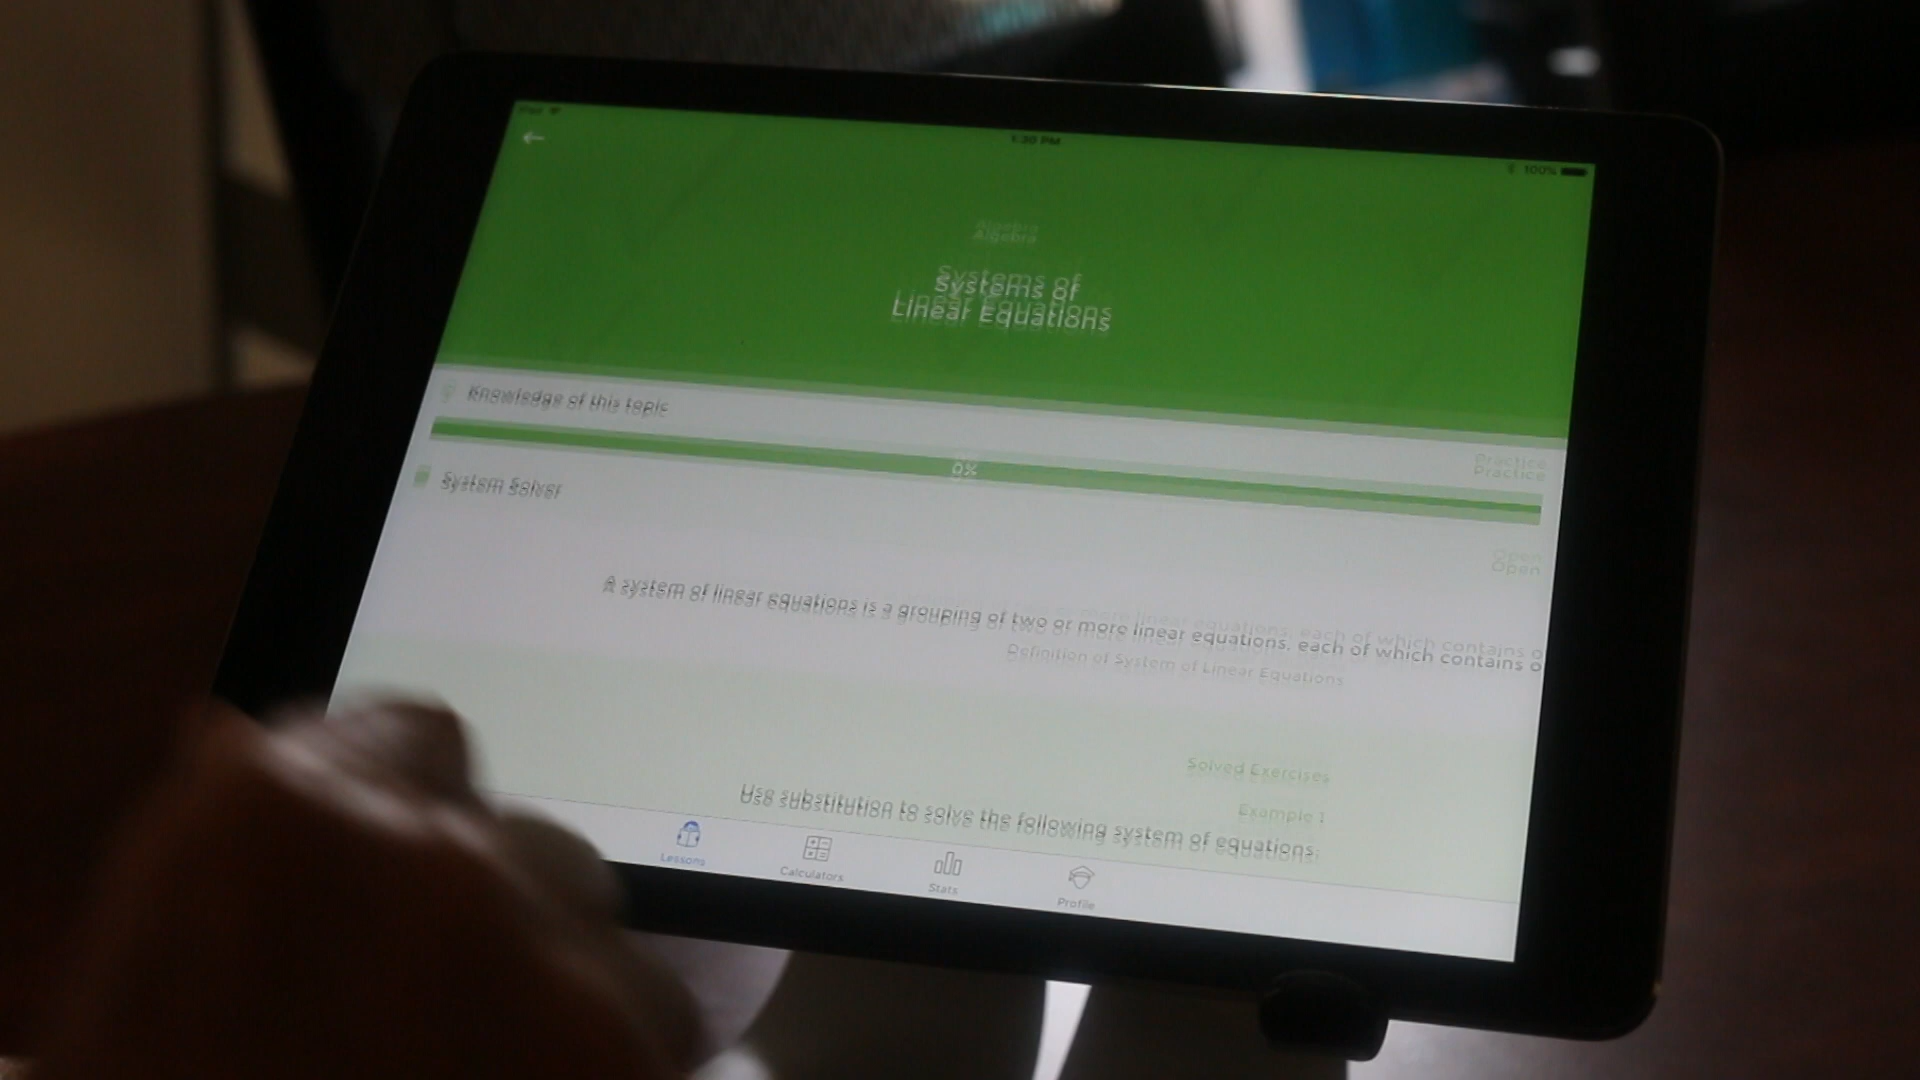 iPad
1:30 PM
100%
Algebra
Systems of
Linear Equations
Knowledge of this topic
Practice
0%
System Solver
Open
A system of linear equations is a grouping of two or more linear equations, each of which contains o
Definition of System of Linear Equations
Solved Exercises
Example 1
Use substitution to solve the following system of equations:
Lessons
Calculators
Stats
Profile